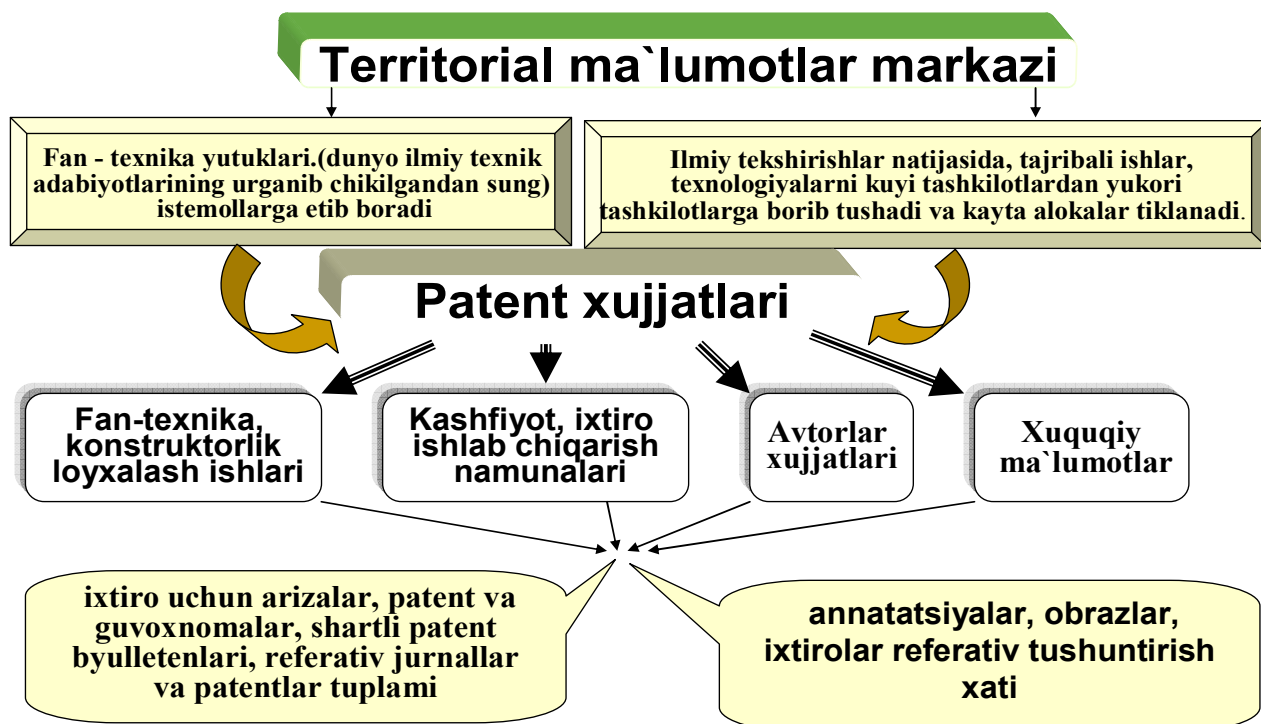 Territorial ma`lumotlar markazi
Fan - texnika yutuklari.(dunyo ilmiy texnik
adabiyotlarining urganib chikilgandan sung)
istemollarga etib boradi
Ilmiy tekshirishlar natijasida, tajribali ishlar,
texnologiyalarni kuyi tashkilotlardan yukori
tashkilotlarga borib tushadi va kayta alokalar tiklanadi.
Patent xujjatlari
Fan-texnika,
konstruktorlik
loyxalash ishlari
Kashfiyot, ixtiro
ishlab chiqarish
namunalari
Avtorlar
xujjatlari
Xuquqiy
ma`lumotlar
ixtiro uchun arizalar, patent va
guvoxnomalar, shartli patent
byulletenlari, referativ jurnallar
va patentlar tuplami
annatatsiyalar, obrazlar,
ixtirolar referativ tushuntirish
xati